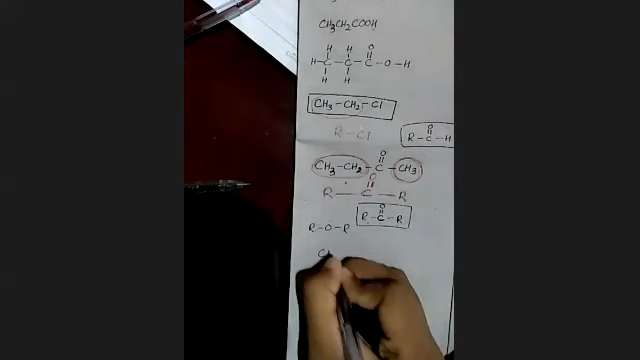 CH3CH2COOH
H H O
H-C-C-C-O-H
H H
CH3-CH2-Cl
R-Cl
O
R-C-H
O
CH3-CH2-C-CH3
O
R-C-R
O
R-C-R
R-O-R